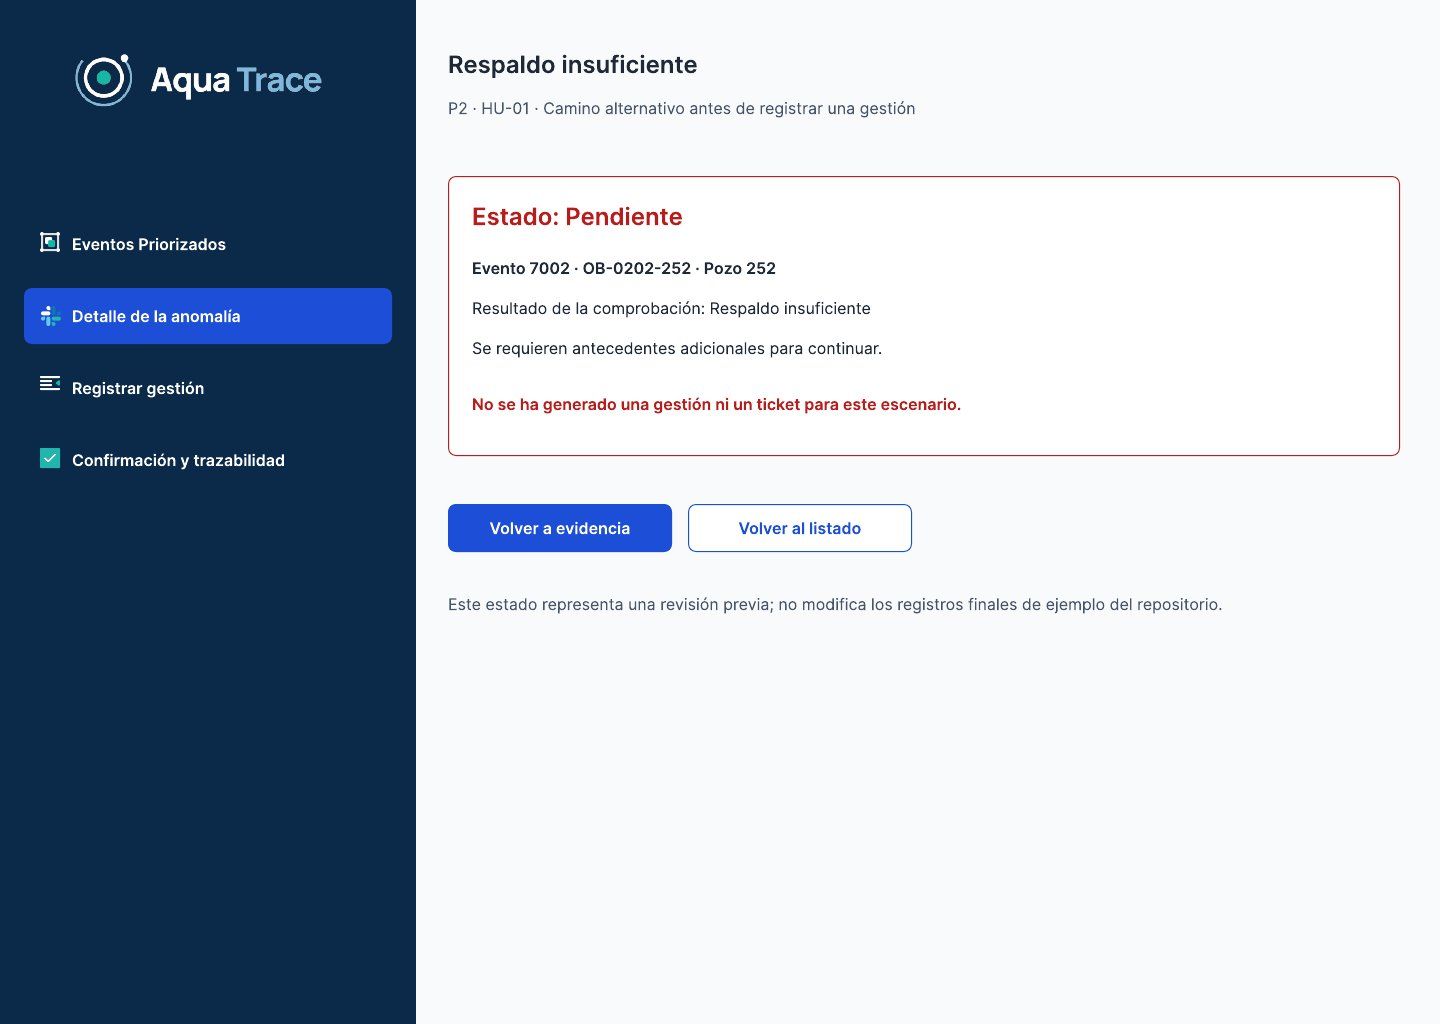 Aqua Trace
Eventos Priorizados
Detalle de la anomalía
Registrar gestión
Confirmación y trazabilidad
Respaldo insuficiente
P2 · HU-01 · Camino alternativo antes de registrar una gestión
Estado: Pendiente
Evento 7002 · OB-0202-252 · Pozo 252
Resultado de la comprobación: Respaldo insuficiente
Se requieren antecedentes adicionales para continuar.
No se ha generado una gestión ni un ticket para este escenario.
Volver a evidencia
Volver al listado
Este estado representa una revisión previa; no modifica los registros finales de ejemplo del repositorio.